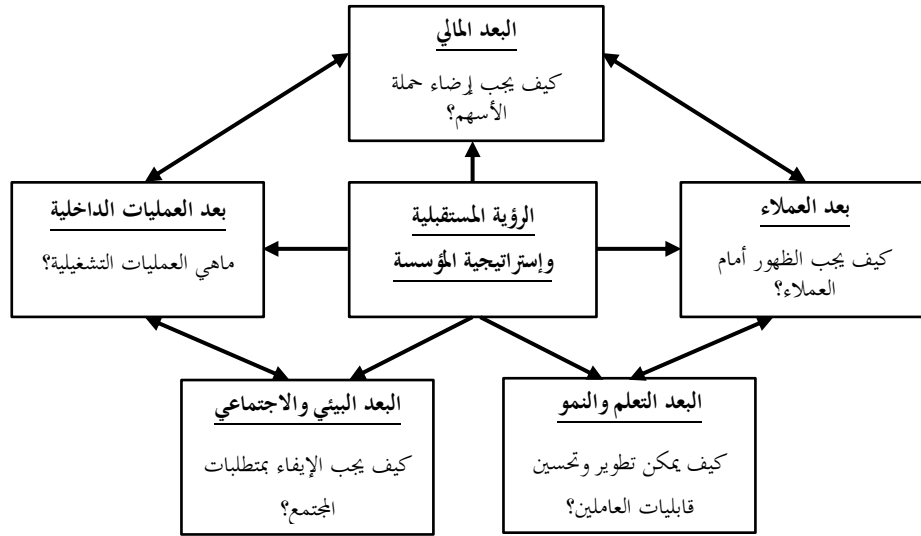 البعد المالي
كيف يجب إرضاء حملة
الأسهم؟
بعد العملاء
كيف يجب الظهور أمام
العملاء؟
الرؤية المستقبلية
وإستراتيجية المؤسسة
بعد العمليات الداخلية
ماهي العمليات التشغيلية؟
البعد التعلم والنمو
كيف يمكن تطوير وتحسين
قابليات العاملين؟
البعد البيئي والاجتماعي
كيف يجب الإيفاء بمتطلبات
المجتمع؟